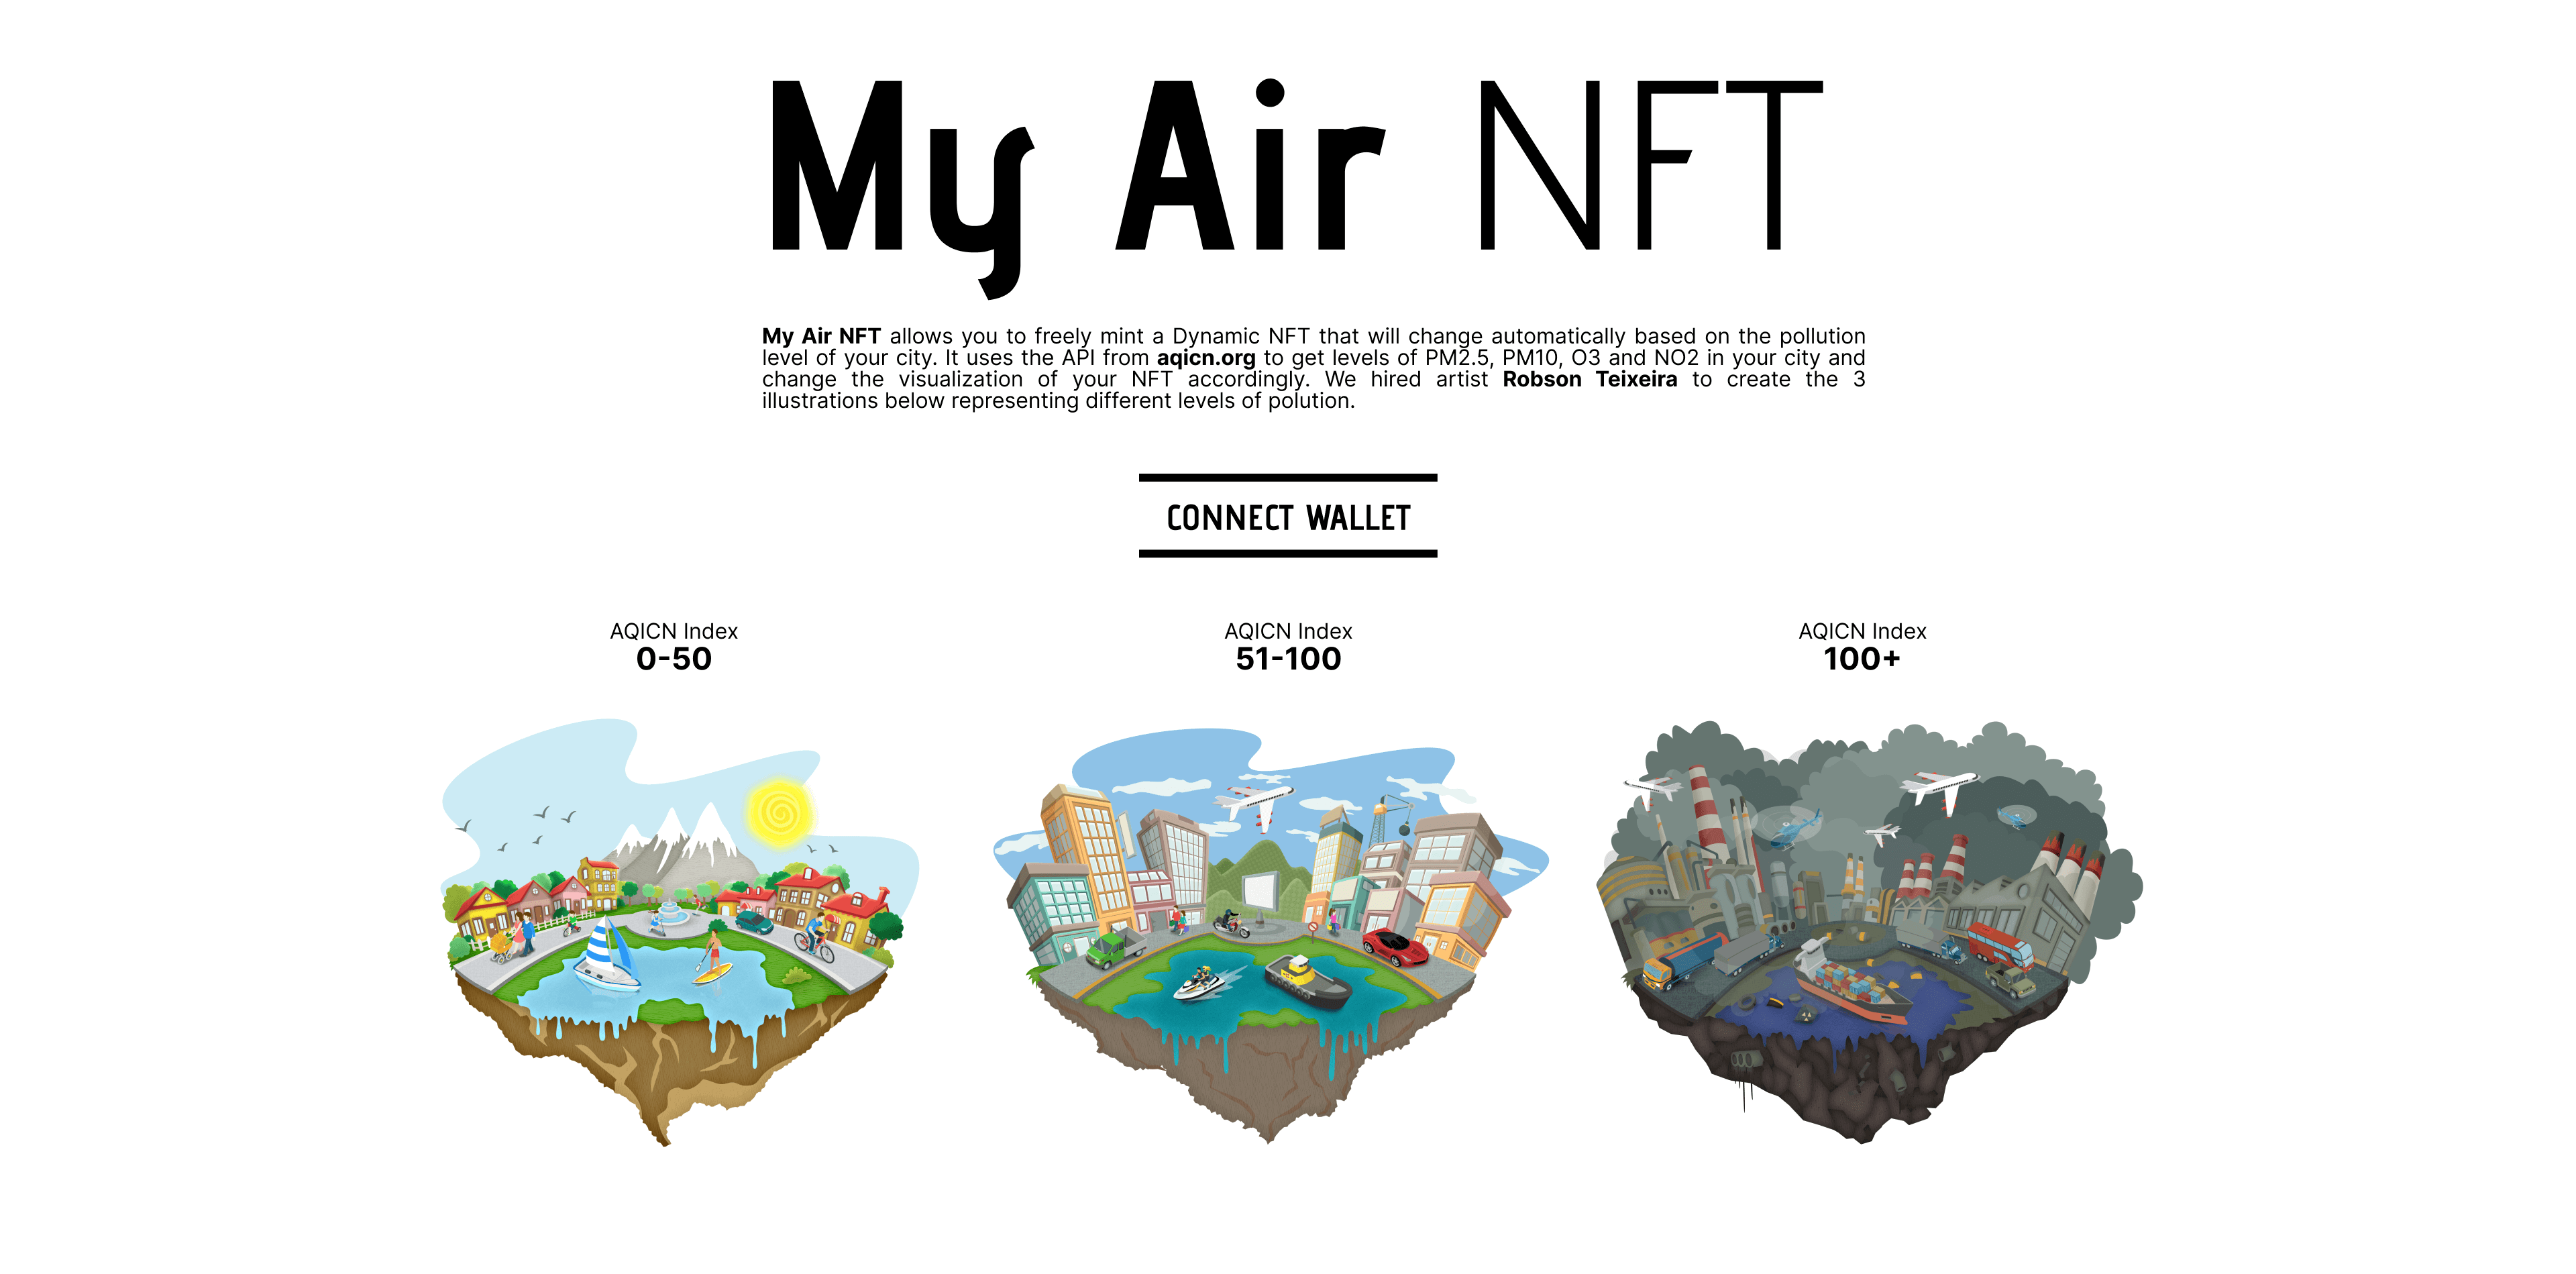 My Air NFT
My Air NFT allows you to freely mint a Dynamic NFT that will change automatically based on the pollution
level of your city. It uses the API from aqicn.org to get levels of PM2.5, PM10, O3 and NO2 in your city and
change the visualization of your NFT accordingly. We hired artist Robson Teixeira to create the 3
illustrations below representing different levels of polution.
CONNECT WALLET
AQICN Index
0-50
AQICN Index
51-100
AQICN Index
100+